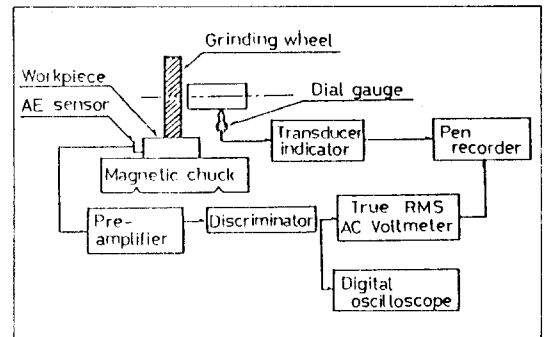 Grinding wheel
Workpiece
AE sensor
Dial gauge
Transducer
indicator
Pen
recorder
Magnetic chuck
Pre-
amplifier
Discriminator
True RMS
AC Voltmeter
Digital
oscilloscope